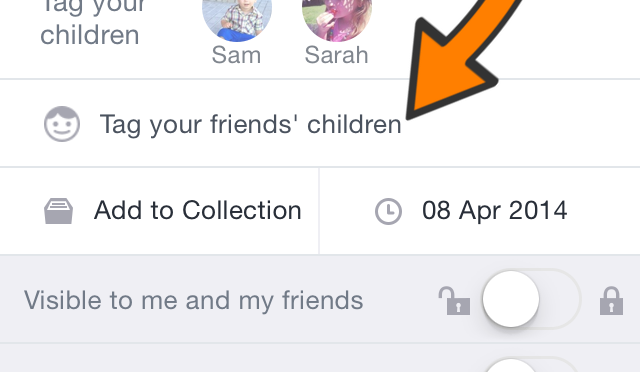 Tag your
children
Sam
Sarah
Tag your friends' children
Add to Collection
08 Apr 2014
Visible to me and my friends